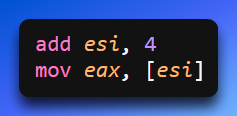 add esi, 4
mov eax, [esi]